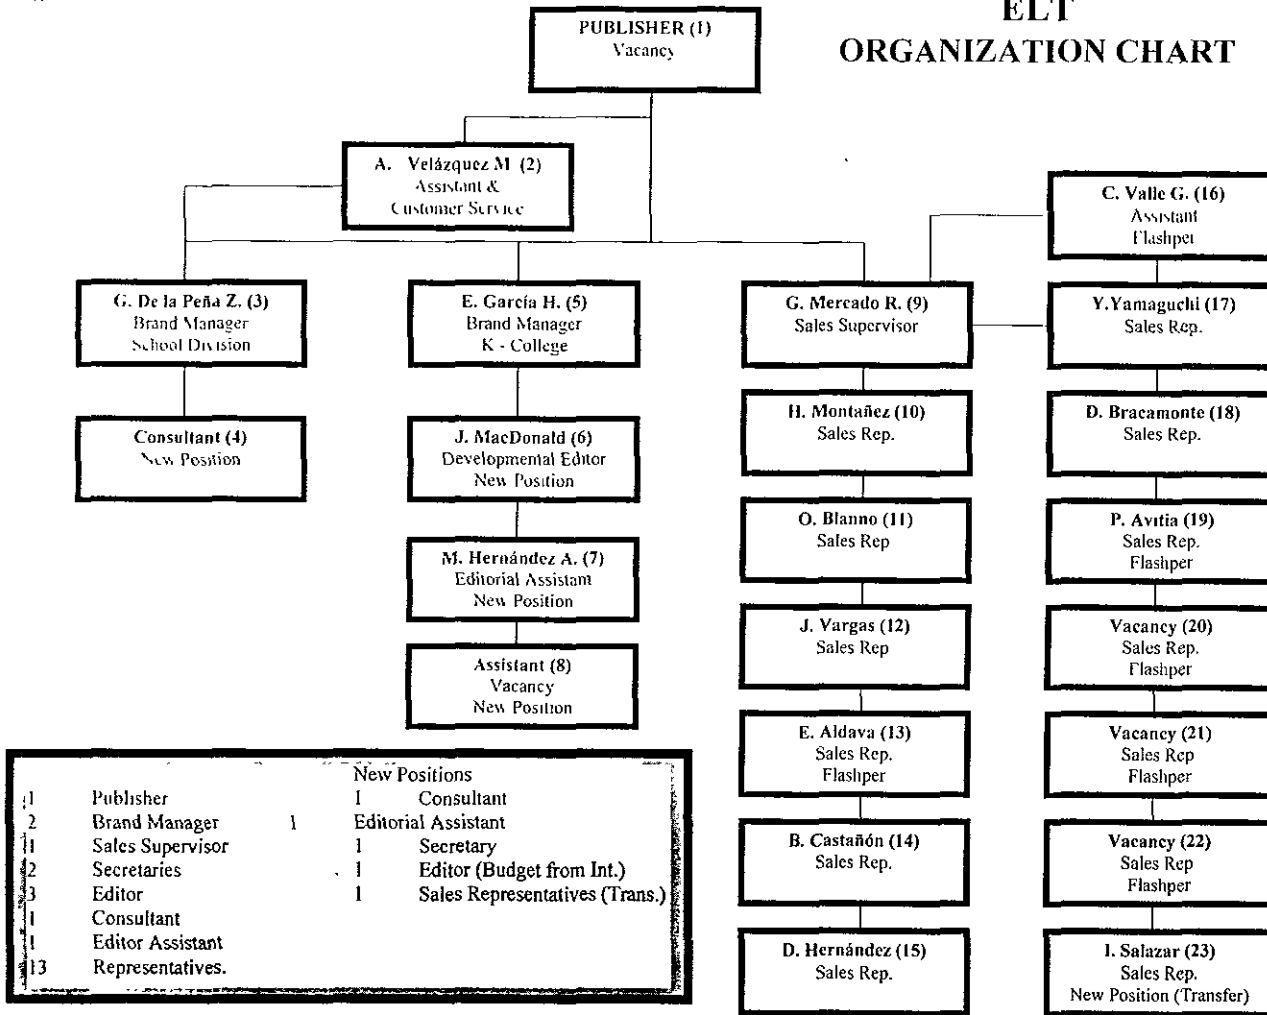 ELT
ORGANIZATION CHART
PUBLISHER (1)
Vacancy
A. Velázquez M (2)
Assistant &
Customer Service
C. Valle G. (16)
Assistant
Flashper
G. De la Peña Z. (3)
Brand Manager
School Division
E. García H. (5)
Brand Manager
K - College
G. Mercado R. (9)
Sales Supervisor
Y.Yamaguchi (17)
Sales Rep.
Consultant (4)
New Position
J. MacDonald (6)
Developmental Editor
New Position
H. Montañez (10)
Sales Rep.
D. Bracamonte (18)
Sales Rep.
M. Hernández A. (7)
Editorial Assistant
New Position
O. Blanno (11)
Sales Rep
P. Avitia (19)
Sales Rep.
Flashper
Assistant (8)
Vacancy
New Position
J. Vargas (12)
Sales Rep
Vacancy (20)
Sales Rep.
Flashper
E. Aldava (13)
Sales Rep.
Flashper
Vacancy (21)
Sales Rep
Flashper
B. Castañón (14)
Sales Rep.
Vacancy (22)
Sales Rep
Flashper
D. Hernández (15)
Sales Rep.
I. Salazar (23)
Sales Rep.
New Position (Transfer)
New Positions
1 Publisher 1 Consultant
2 Brand Manager 1 Editorial Assistant
1 Sales Supervisor 1 Secretary
2 Secretaries 1 Editor (Budget from Int.)
3 Editor 1 Sales Representatives (Trans.)
1 Consultant
1 Editor Assistant
13 Representatives.